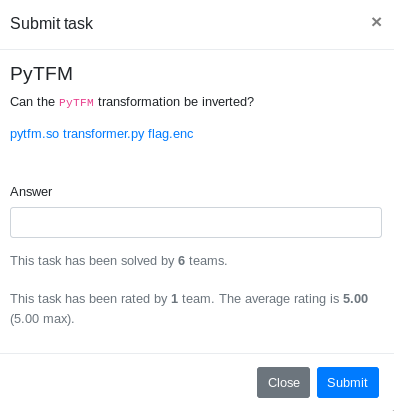 Submit task ×
PyTFM
Can the PyTFM transformation be inverted?
pytfm.so transformer.py flag.enc
Answer
This task has been solved by 6 teams.
This task has been rated by 1 team. The average rating is 5.00
(5.00 max).
Close Submit